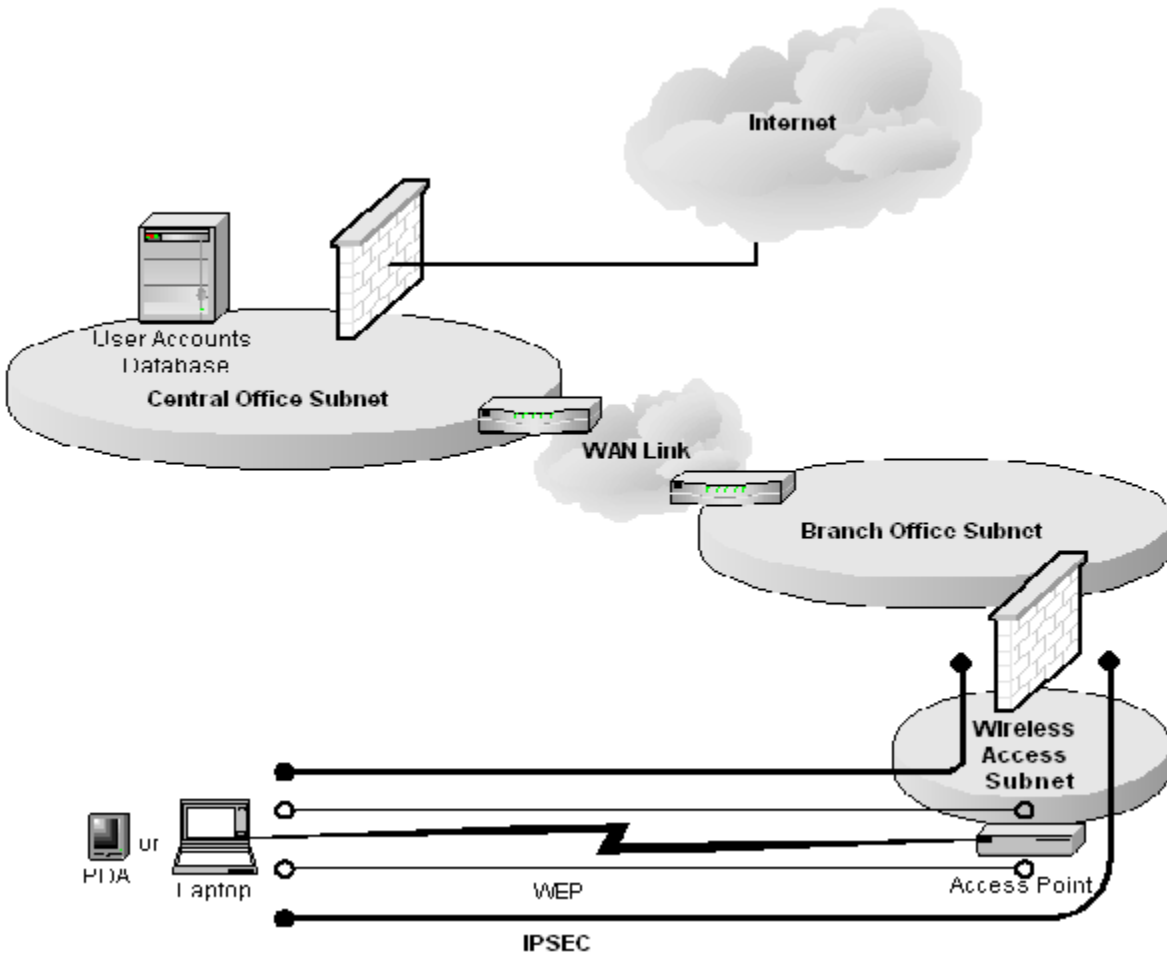 Internet
User Accounts
Database
Central Office Subnet
WAN Link
Branch Office Subnet
Wireless
Access
Subnet
PDA
or
Laptop
WEP
Access Point
IPSEC